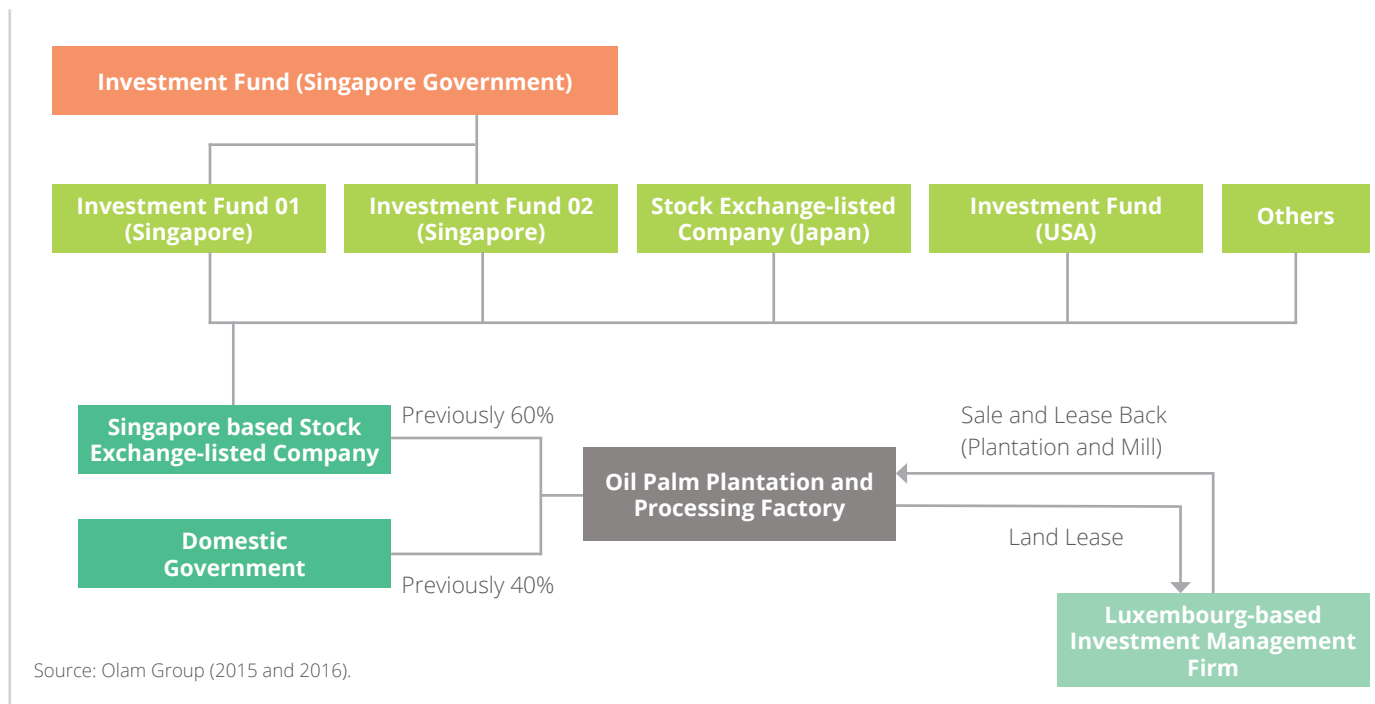 Investment Fund (Singapore Government)
Investment Fund 01
(Singapore)
Investment Fund 02
(Singapore)
Stock Exchange-listed
Company (Japan)
Investment Fund
(USA)
Others
Singapore based Stock
Exchange-listed Company
Previously 60%
Domestic
Government
Previously 40%
Oil Palm Plantation and
Processing Factory
Sale and Lease Back
(Plantation and Mill)
Land Lease
Luxembourg-based
Investment Management
Firm
Source: Olam Group (2015 and 2016).